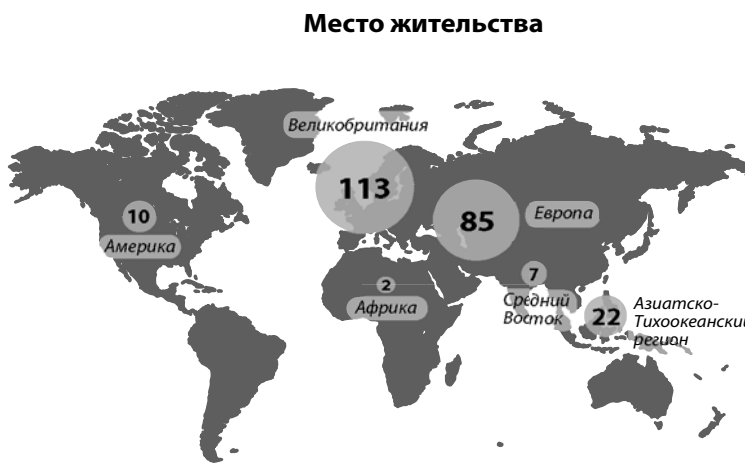 Место жительства
Великобритания
113
85
Европа
10
Америка
2
Африка
7
Средний
Восток
22
Азиатско-
Тихоокеанский
регион